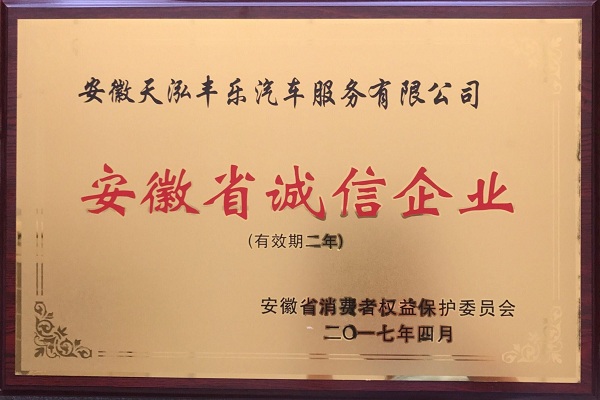 安徽天泓丰乐汽车服务有限公司
安徽省诚信企业
(有效期二年)
安徽省消费者权益保护委员会
二〇一七年四月